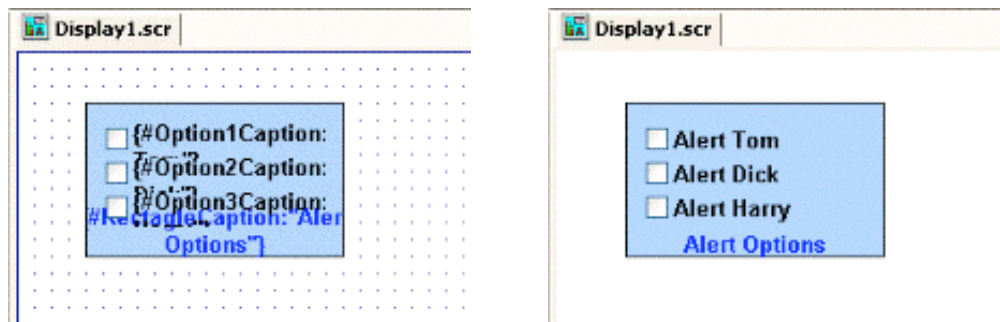 Display1.scr
{#Option1Caption:
{#Option2Caption:
{#Option3Caption:
Options"}
Display1.scr
Alert Tom
Alert Dick
Alert Harry
Alert Options